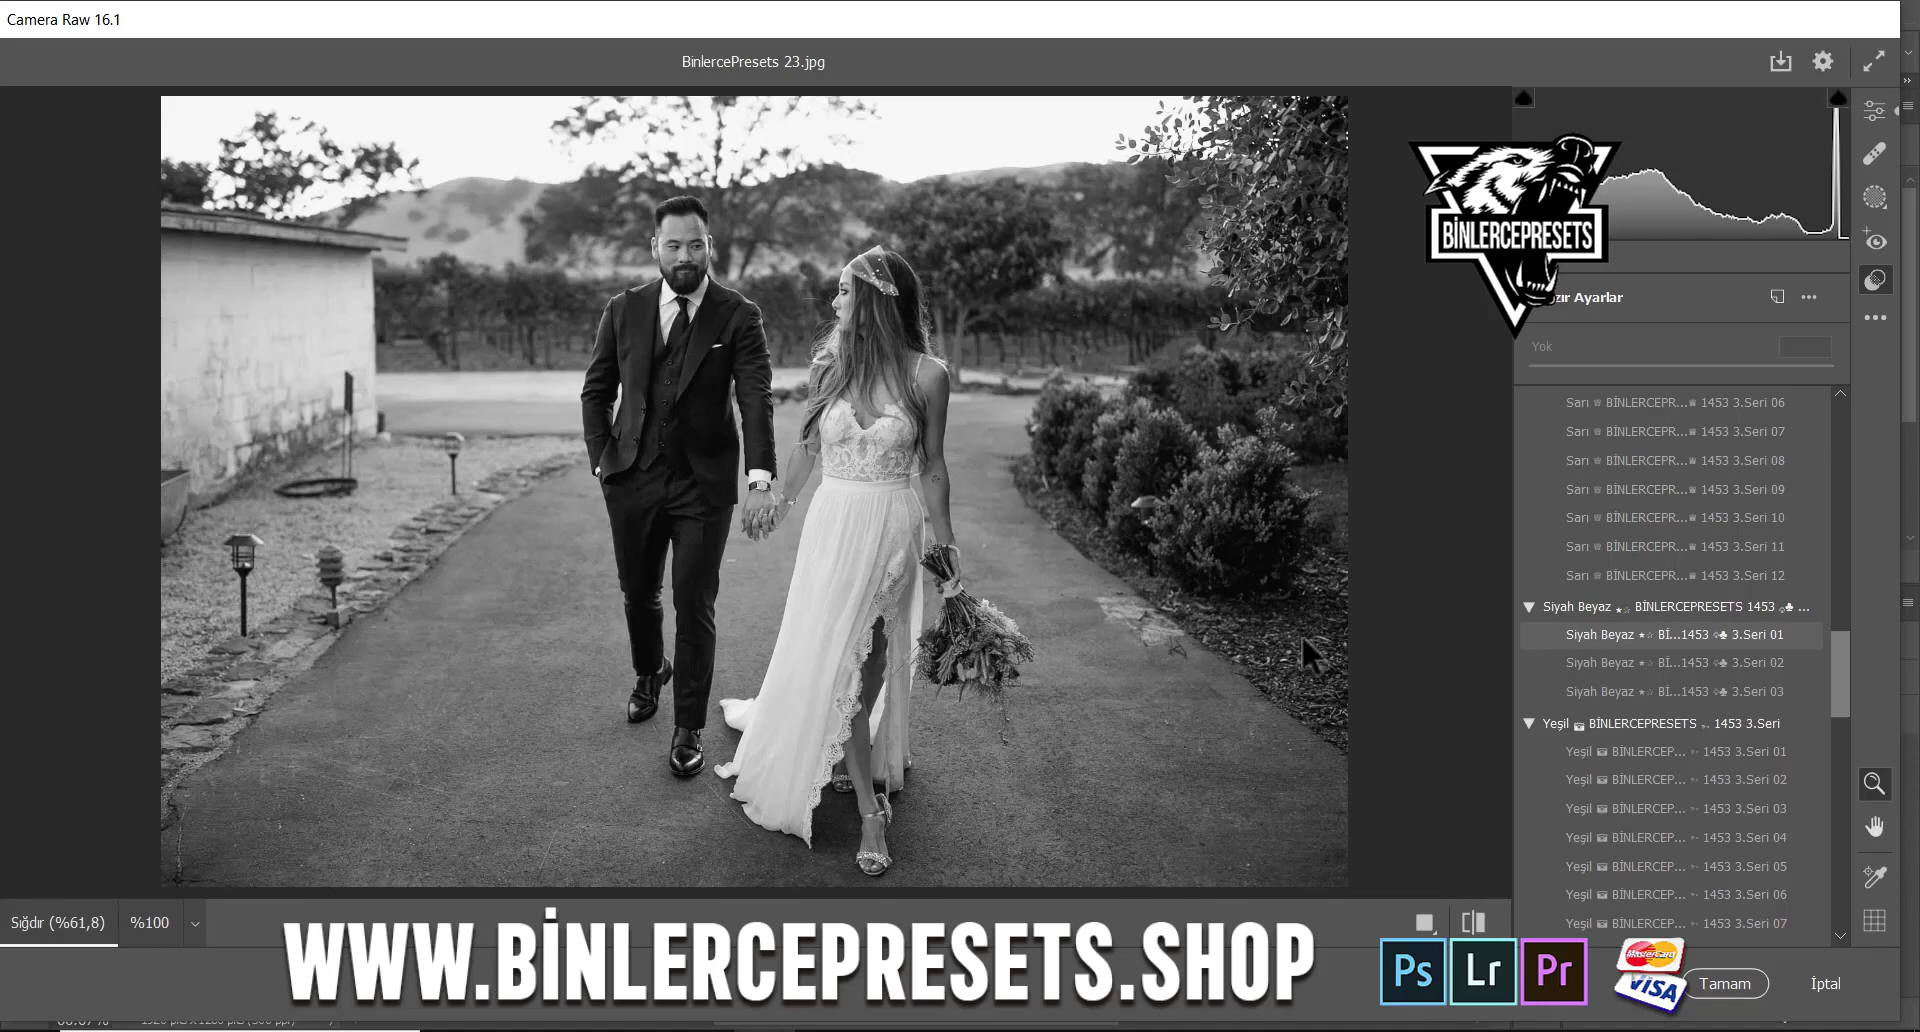 Camera Raw 16.1
BinlercePresets 23.jpg
BİNLERCEPRESETS
zır Ayarlar
Yok
Sarı ♕ BİNLERCEPR...♕ 1453 3.Seri 06
Sarı ♕ BİNLERCEPR...♕ 1453 3.Seri 07
Sarı ♕ BİNLERCEPR...♕ 1453 3.Seri 08
Sarı ♕ BİNLERCEPR...♕ 1453 3.Seri 09
Sarı ♕ BİNLERCEPR...♕ 1453 3.Seri 10
Sarı ♕ BİNLERCEPR...♕ 1453 3.Seri 11
Sarı ♕ BİNLERCEPR...♕ 1453 3.Seri 12
Siyah Beyaz ★☆ BİNLERCEPRESETS 1453 ♧♣ ...
Siyah Beyaz ★☆ Bİ...1453 ♧♣ 3.Seri 01
Siyah Beyaz ★☆ Bİ...1453 ♧♣ 3.Seri 02
Siyah Beyaz ★☆ Bİ...1453 ♧♣ 3.Seri 03
Yeşil BİNLERCEPRESETS 1453 3.Seri
Yeşil BİNLERCEP... 1453 3.Seri 01
Yeşil BİNLERCEP... 1453 3.Seri 02
Yeşil BİNLERCEP... 1453 3.Seri 03
Yeşil BİNLERCEP... 1453 3.Seri 04
Yeşil BİNLERCEP... 1453 3.Seri 05
Yeşil BİNLERCEP... 1453 3.Seri 06
Yeşil BİNLERCEP... 1453 3.Seri 07
Sığdır (%61,8) %100
WWW.BİNLERCEPRESETS.SHOP
Ps Lr Pr
MasterCard
VISA
Tamam İptal